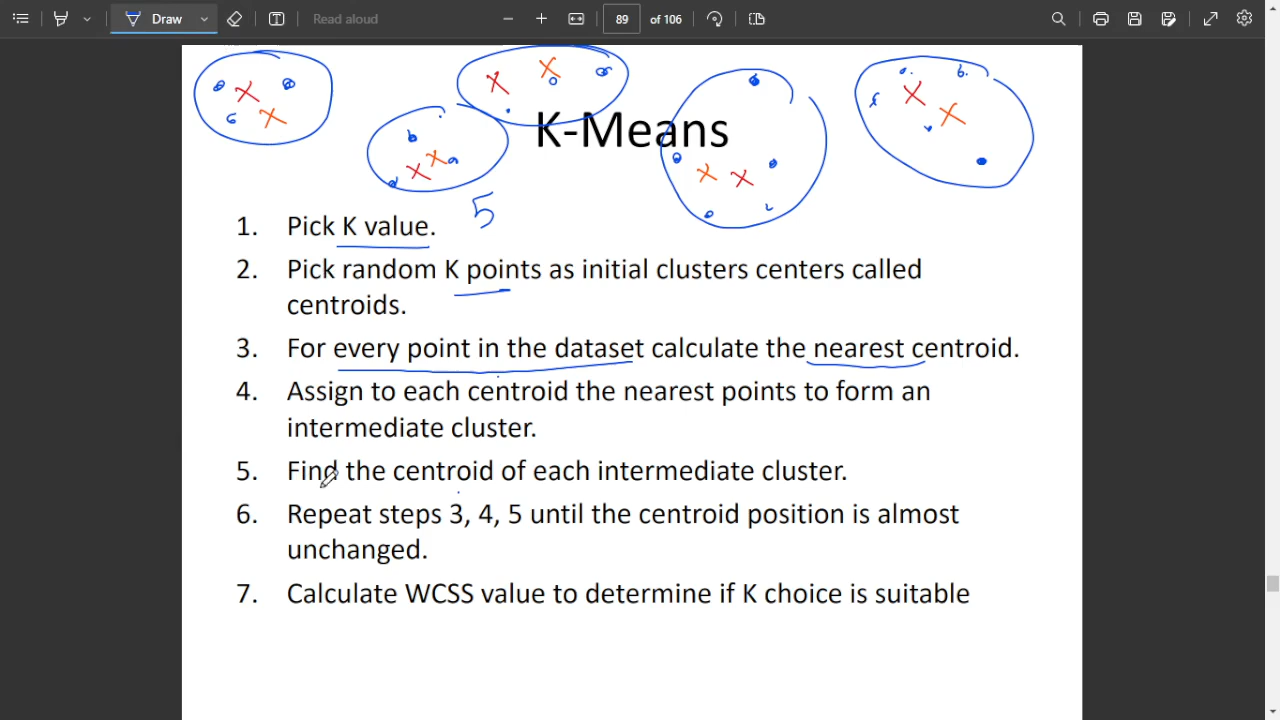 Draw
Read aloud
89 of 106
K-Means
5
1. Pick K value.
2. Pick random K points as initial clusters centers called
centroids.
3. For every point in the dataset calculate the nearest centroid.
4. Assign to each centroid the nearest points to form an
intermediate cluster.
5. Find the centroid of each intermediate cluster.
6. Repeat steps 3, 4, 5 until the centroid position is almost
unchanged.
7. Calculate WCSS value to determine if K choice is suitable